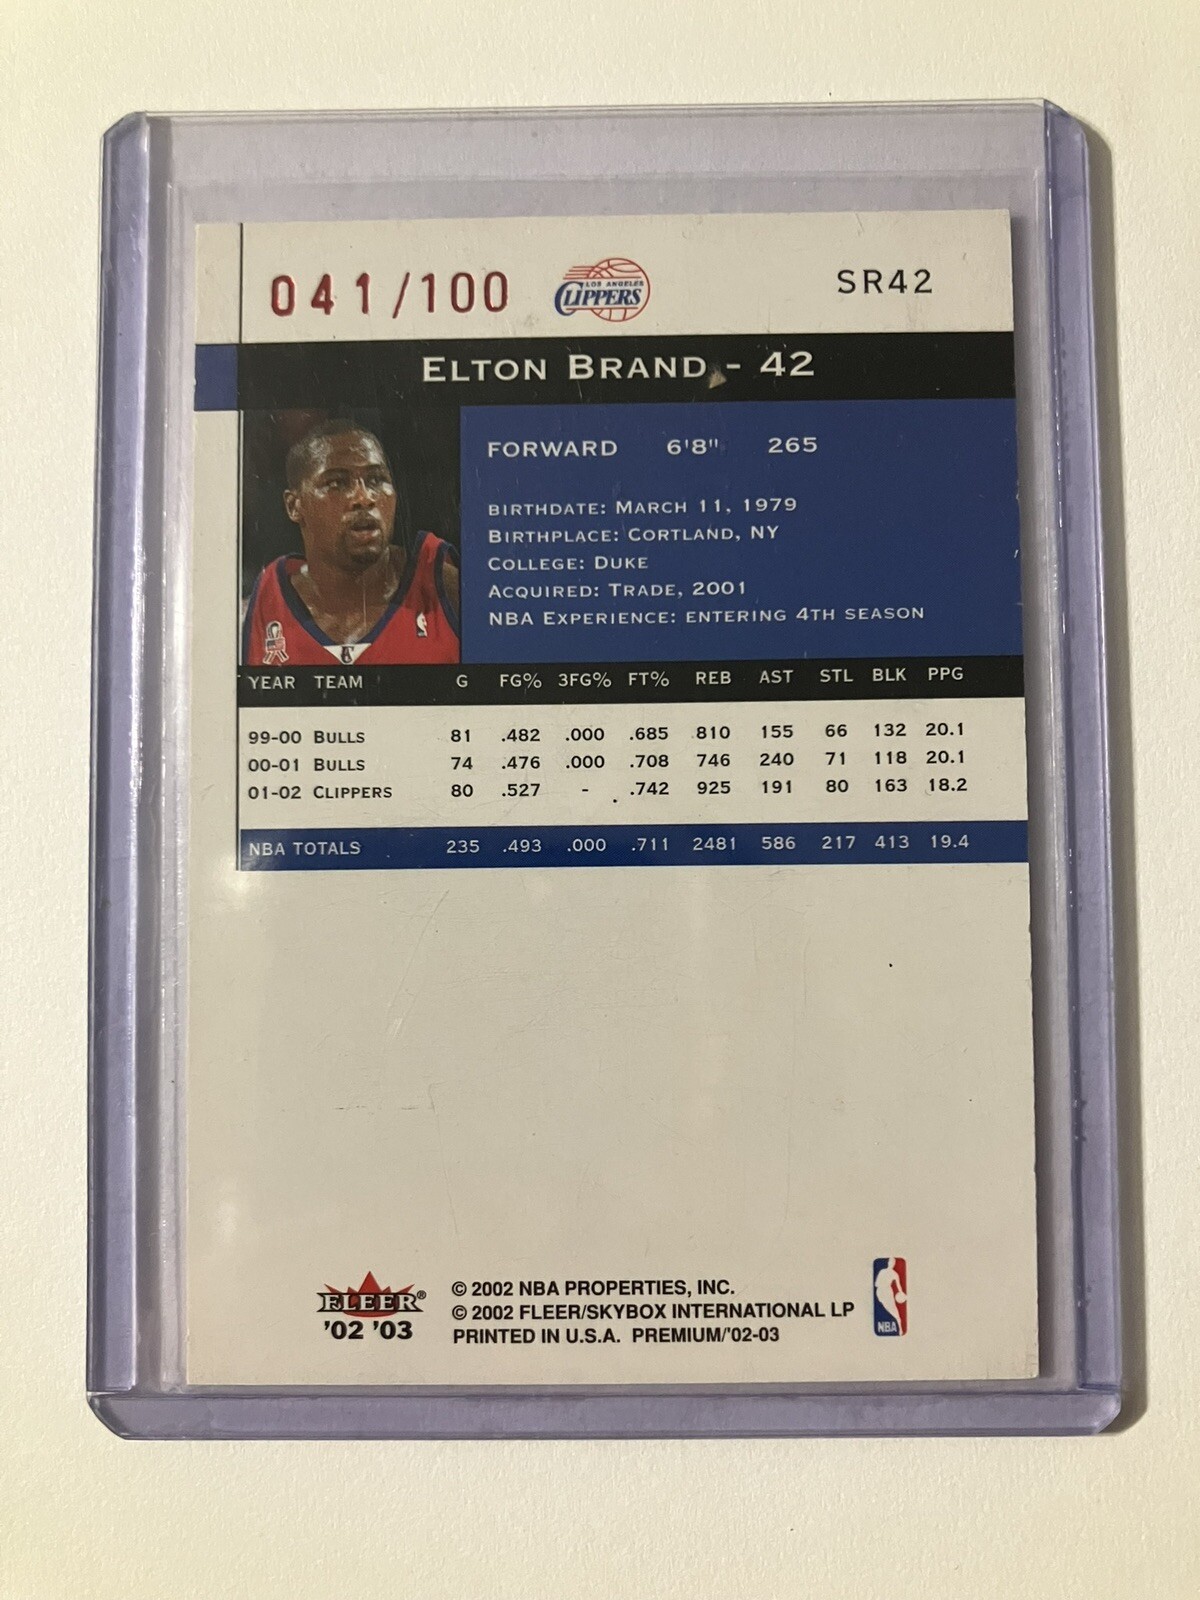 041/100
LOS ANGELES
CLIPPERS
SR42
ELTON BRAND - 42
FORWARD 6'8" 265
BIRTHDATE: MARCH 11, 1979
BIRTHPLACE: CORTLAND, NY
COLLEGE: DUKE
ACQUIRED: TRADE, 2001
NBA EXPERIENCE: ENTERING 4TH SEASON
YEAR TEAM G FG% 3FG% FT% REB AST STL BLK PPG
99-00 BULLS 81 .482 .000 .685 810 155 66 132 20.1
00-01 BULLS 74 .476 .000 .708 746 240 71 118 20.1
01-02 CLIPPERS 80 .527 - .742 925 191 80 163 18.2
NBA TOTALS 235 .493 .000 .711 2481 586 217 413 19.4
FLEER®
'02 '03
© 2002 NBA PROPERTIES, INC.
© 2002 FLEER/SKYBOX INTERNATIONAL LP
PRINTED IN U.S.A. PREMIUM/'02-03
NBA